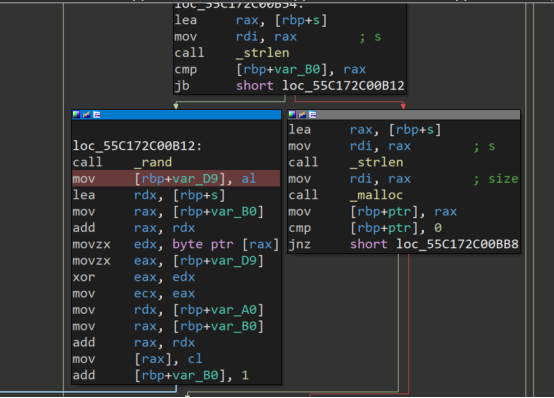 loc_55C172C00B54:
lea rax, [rbp+s]
mov rdi, rax ; s
call _strlen
cmp [rbp+var_B0], rax
jb short loc_55C172C00B12
loc_55C172C00B12:
call _rand
mov [rbp+var_D9], al
lea rdx, [rbp+s]
mov rax, [rbp+var_B0]
add rax, rdx
movzx edx, byte ptr [rax]
movzx eax, [rbp+var_D9]
xor eax, edx
mov ecx, eax
mov rdx, [rbp+var_A0]
mov rax, [rbp+var_B0]
add rax, rdx
mov [rax], cl
add [rbp+var_B0], 1
lea rax, [rbp+s]
mov rdi, rax ; s
call _strlen
mov rdi, rax ; size
call _malloc
mov [rbp+ptr], rax
cmp [rbp+ptr], 0
jnz short loc_55C172C00BB8